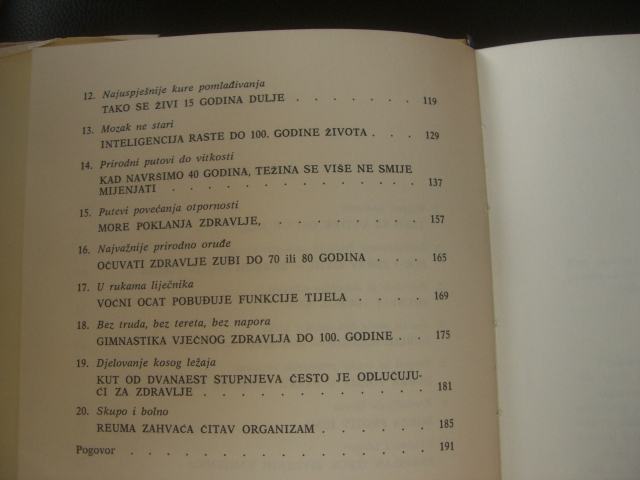 12. Najuspješnije kure pomlađivanja
TAKO SE ŽIVI 15 GODINA DULJE . . . . . . . 119
13. Mozak ne stari
INTELIGENCIJA RASTE DO 100. GODINE ŽIVOTA . . . 129
14. Prirodni putovi do vitkosti
KAD NAVRŠIMO 40 GODINA, TEŽINA SE VIŠE NE SMIJE
MIJENJATI . . . . . . . . . . . . . 137
15. Putevi povećanja otpornosti
MORE POKLANJA ZDRAVLJE, . . . . . . . . 157
16. Najvažnije prirodno oruđe
OČUVATI ZDRAVLJE ZUBI DO 70 ili 80 GODINA . . . 165
17. U rukama liječnika
VOĆNI OCAT POBUĐUJE FUNKCIJE TIJELA . . . . 169
18. Bez truda, bez tereta, bez napora
GIMNASTIKA VJEČNOG ZDRAVLJA DO 100. GODINE . . 175
19. Djelovanje kosog ležaja
KUT OD DVANAEST STUPNJEVA ČESTO JE ODLUČUJU-
ĆI ZA ZDRAVLJE . . . . . . . . . . . 181
20. Skupo i bolno
REUMA ZAHVAĆA ČITAV ORGANIZAM . . . . . . 185
Pogovor . . . . . . . . . . . . . . . 191